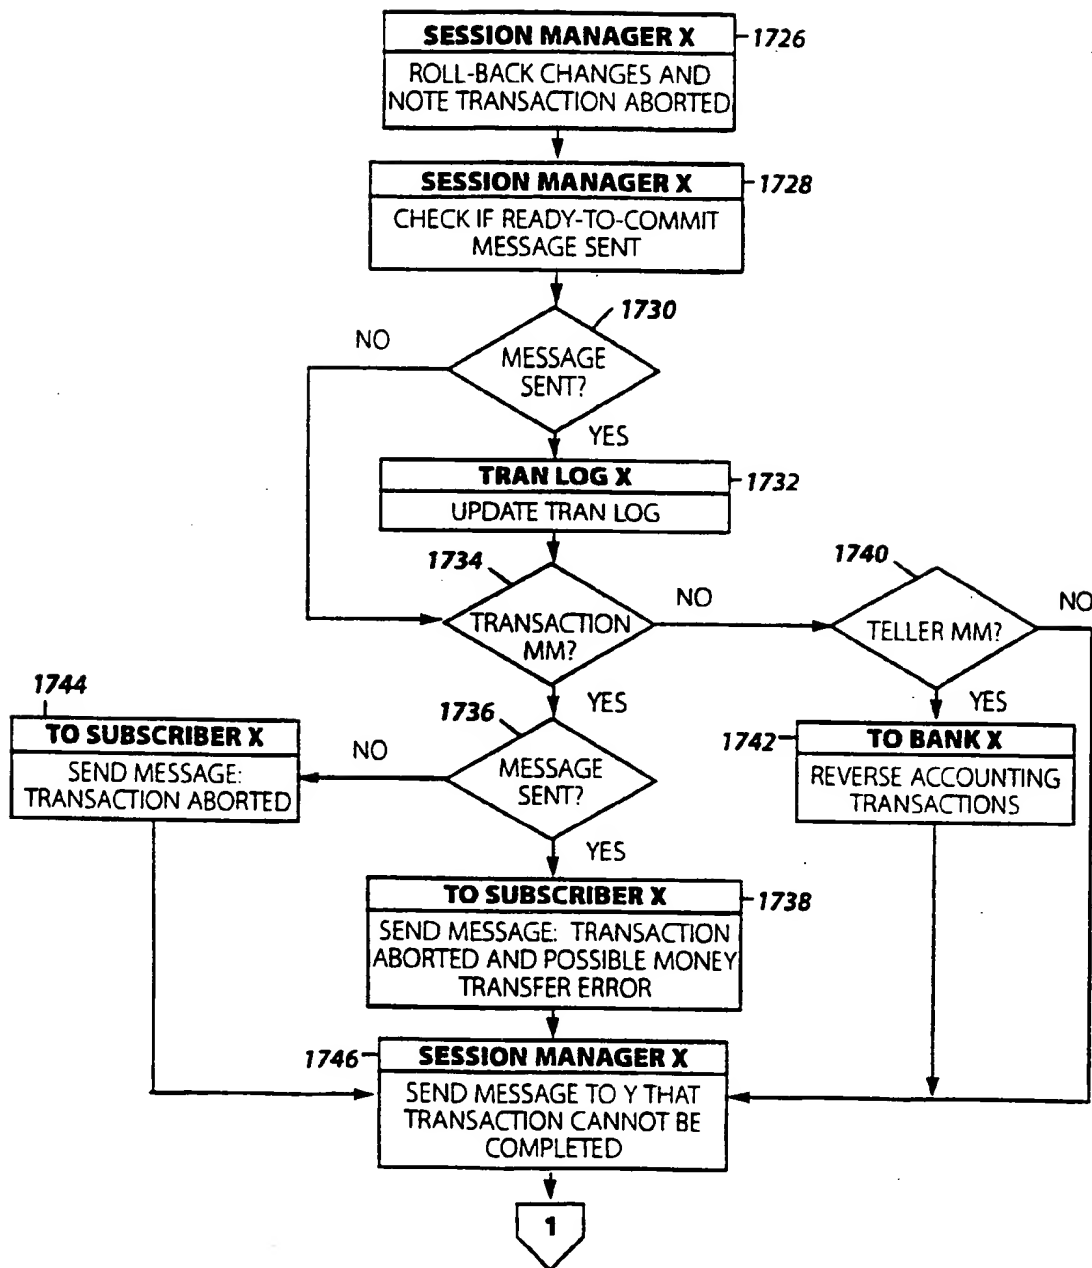 SESSION MANAGER X
1726
ROLL-BACK CHANGES AND
NOTE TRANSACTION ABORTED
SESSION MANAGER X
1728
CHECK IF READY-TO-COMMIT
MESSAGE SENT
1730
NO
MESSAGE
SENT?
YES
TRAN LOG X
1732
UPDATE TRAN LOG
1734
TRANSACTION
MM?
NO
1740
TELLER MM?
NO
YES
YES
1744
TO SUBSCRIBER X
SEND MESSAGE:
TRANSACTION ABORTED
1736
NO
MESSAGE
SENT?
YES
1742
TO BANK X
REVERSE ACCOUNTING
TRANSACTIONS
TO SUBSCRIBER X
1738
SEND MESSAGE: TRANSACTION
ABORTED AND POSSIBLE MONEY
TRANSFER ERROR
1746
SESSION MANAGER X
SEND MESSAGE TO Y THAT
TRANSACTION CANNOT BE
COMPLETED
1